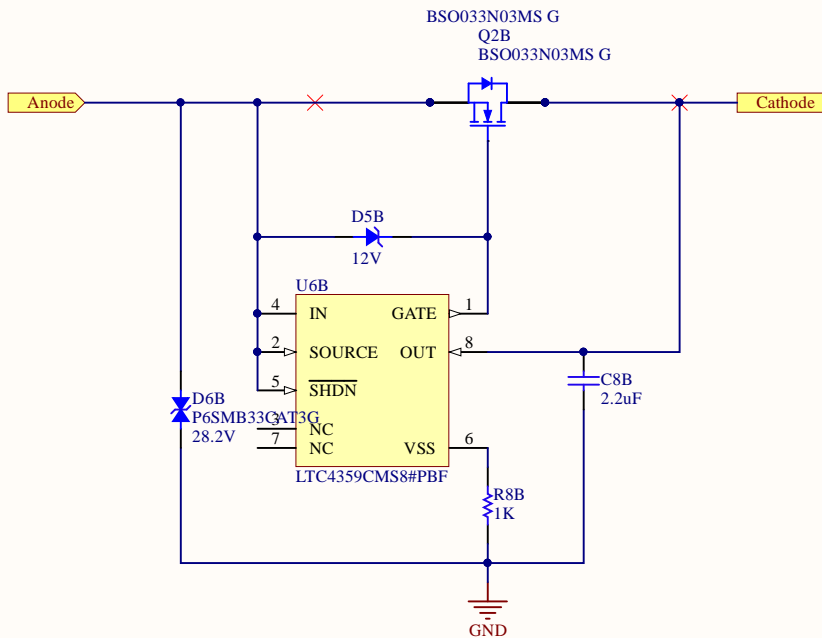 BSO033N03MS G
Q2B
BSO033N03MS G
Anode
Cathode
D5B
12V
U6B
4
IN
GATE
1
2
SOURCE
OUT
8
5
SHDN
C8B
2.2uF
D6B
P6SMB33CAT3G
28.2V
3
NC
7
NC
VSS
6
LTC4359CMS8#PBF
R8B
1K
GND